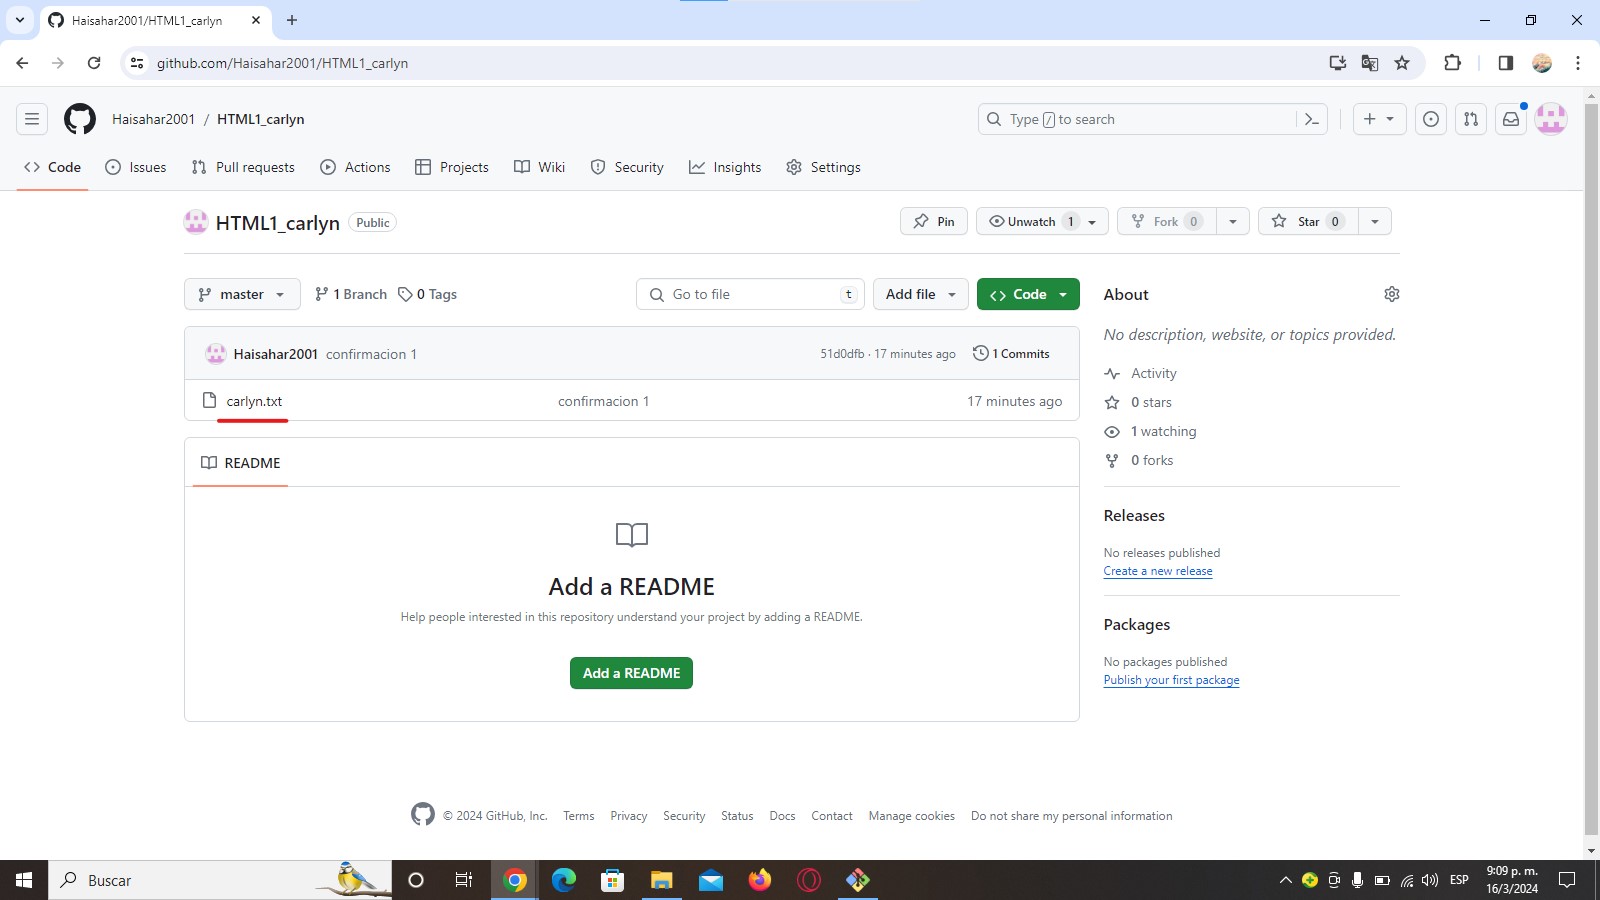 Haisahar2001/HTML1_carlyn
github.com/Haisahar2001/HTML1_carlyn
Haisahar2001 / HTML1_carlyn
Type / to search
Code Issues Pull requests Actions Projects Wiki Security Insights Settings
HTML1_carlyn Public
Pin Unwatch 1 Fork 0 Star 0
master 1 Branch 0 Tags
Go to file t Add file Code
About
No description, website, or topics provided.
Haisahar2001 confirmacion 1 51d0dfb · 17 minutes ago 1 Commits
carlyn.txt confirmacion 1 17 minutes ago
Activity
0 stars
1 watching
0 forks
README
Add a README
Help people interested in this repository understand your project by adding a README.
Add a README
Releases
No releases published
Create a new release
Packages
No packages published
Publish your first package
© 2024 GitHub, Inc. Terms Privacy Security Status Docs Contact Manage cookies Do not share my personal information
Buscar
ESP
9:09 p. m.
16/3/2024